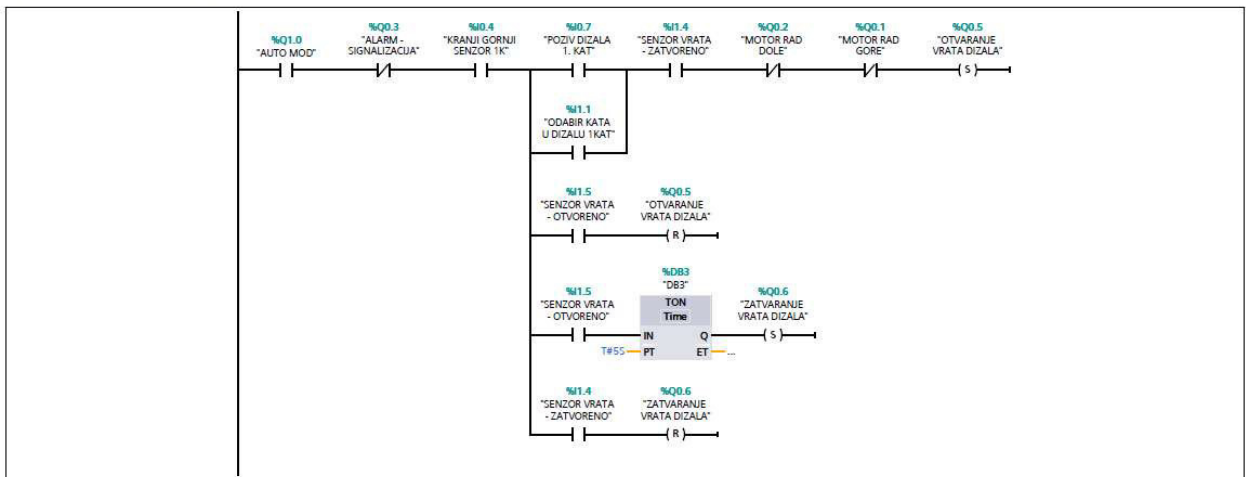 %Q1.0
"AUTO MOD"
%Q0.3
"ALARM -
SIGNALIZACIJA"
%I0.4
"KRANJI GORNJI
SENZOR 1K"
%I0.7
"POZIV DIZALA
1. KAT"
%I1.4
"SENZOR VRATA
- ZATVORENO"
%Q0.2
"MOTOR RAD
DOLE"
%Q0.1
"MOTOR RAD
GORE"
%Q0.5
"OTVARANJE
VRATA DIZALA"
S
%I1.1
"ODABIR KATA
U DIZALU 1KAT"
%I1.5
"SENZOR VRATA
- OTVORENO"
%Q0.5
"OTVARANJE
VRATA DIZALA"
R
%I1.5
"SENZOR VRATA
- OTVORENO"
%DB3
"DB3"
TON
Time
IN Q
T#5S PT ET ...
%Q0.6
"ZATVARANJE
VRATA DIZALA"
S
%I1.4
"SENZOR VRATA
- ZATVORENO"
%Q0.6
"ZATVARANJE
VRATA DIZALA"
R